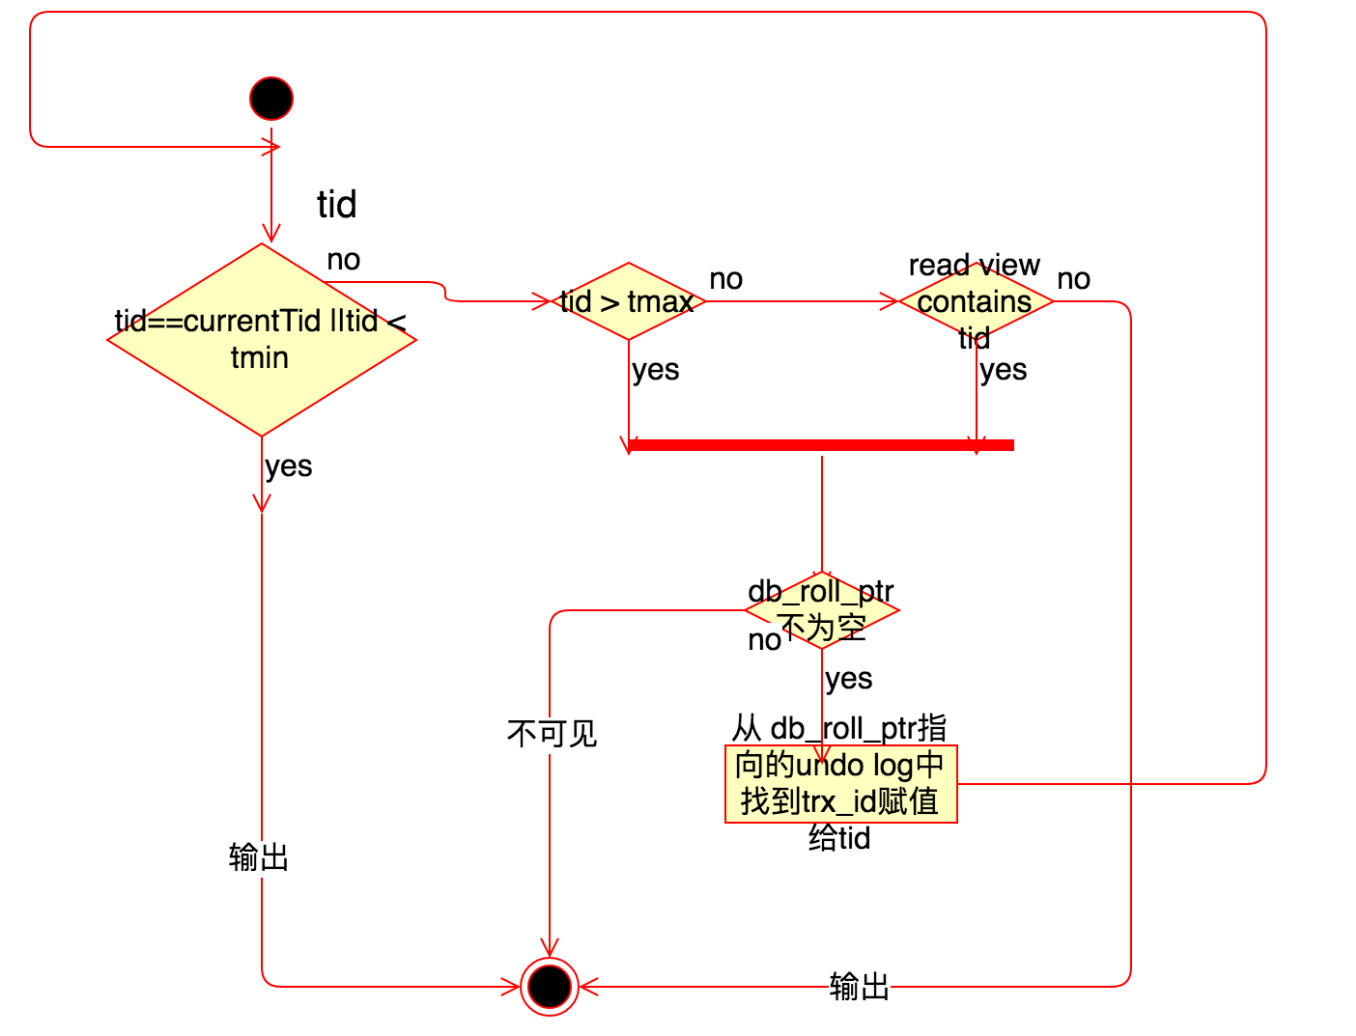 tid
no
tid==currentTid ||tid <
tmin
yes
tid > tmax
no
yes
read view
contains
tid
no
yes
db_roll_ptr
不为空
no
yes
不可见
从 db_roll_ptr指
向的undo log中
找到trx_id赋值
给tid
输出
输出